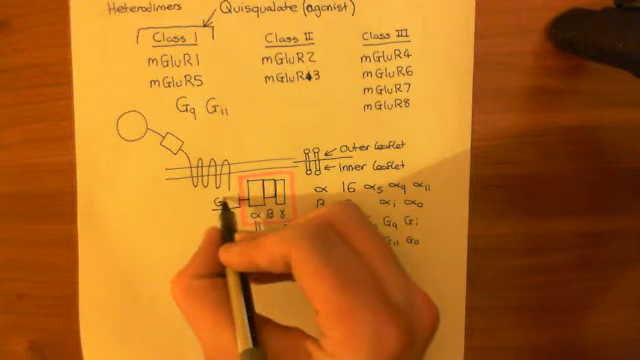 Heterodimers
Quisqualate (agonist)
Class I Class II Class III
mGluR1 mGluR2 mGluR4
mGluR5 mGluR3 mGluR6
mGluR7
mGluR8
Gq G11
Outer leaflet
Inner leaflet
α 16 αs αq α11
β αi αo
G
α β γ
Gq Gi
G11 Go